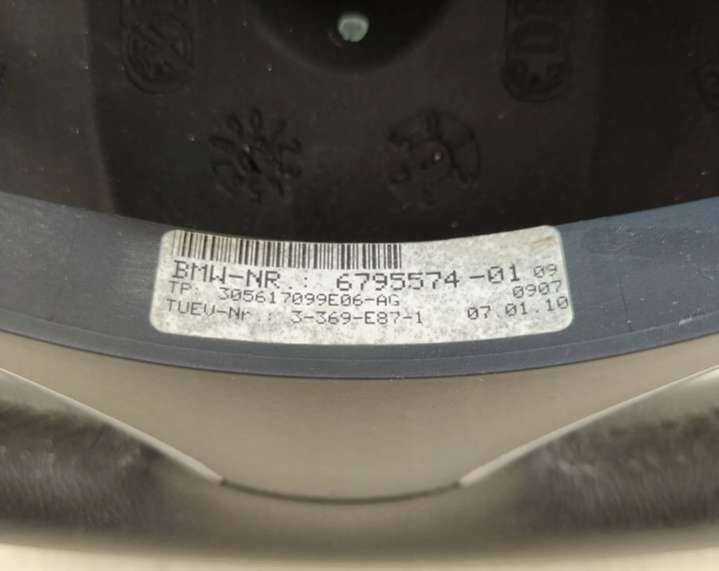 BMW-NR.: 6795574-01 09
TP: 305617099E06-AG 0907
TUEV-Nr.: 3-369-E87-1 07.01.10